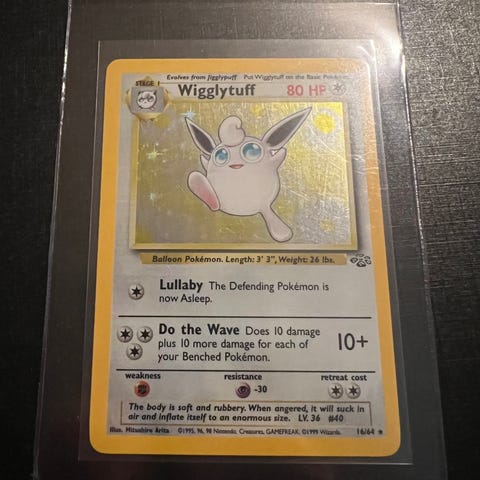 STAGE 1
Evolves from Jigglypuff Put Wigglytuff on the Basic Pokémon
Wigglytuff 80 HP
Balloon Pokémon. Length: 3' 3", Weight: 26 lbs.
Lullaby The Defending Pokémon is
now Asleep.
Do the Wave Does 10 damage
plus 10 more damage for each of
your Benched Pokémon.
10+
weakness resistance retreat cost
-30
The body is soft and rubbery. When angered, it will suck in
air and inflate itself to an enormous size. LV. 36 #40
Illus. Mitsuhiro Arita ©1995, 96, 98 Nintendo, Creatures, GAMEFREAK. ©1999 Wizards. 16/64 ★